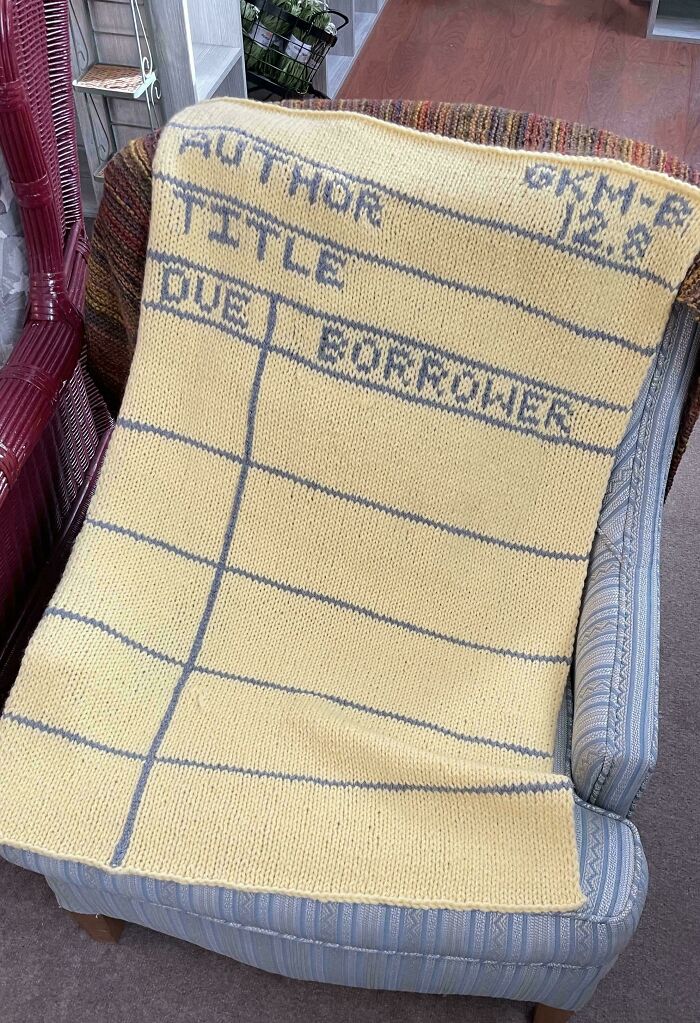 AUTHOR GKM-B
12.8
TITLE
DUE BORROWER